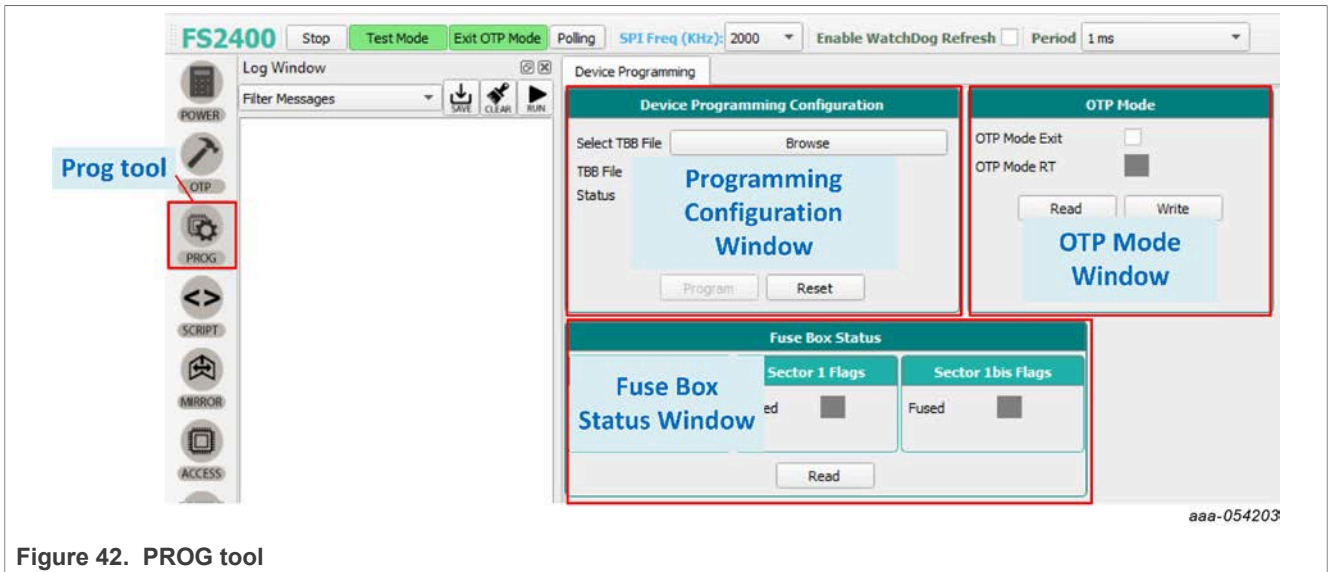 FS2400 Stop Test Mode Exit OTP Mode Polling SPI Freq (KHz): 2000 Enable WatchDog Refresh Period 1 ms
Log Window
Device Programming
Filter Messages
SAVE CLEAR RUN
POWER
OTP
PROG
SCRIPT
MIRROR
ACCESS
Prog tool
Device Programming Configuration
Select TBB File Browse
TBB File
Status
Programming
Configuration
Window
Program Reset
OTP Mode
OTP Mode Exit
OTP Mode RT
Read Write
OTP Mode
Window
Fuse Box Status
Sector 1 Flags Sector 1bis Flags
Fuse Box
Status Window
ed Fused
Read
aaa-054203
Figure 42. PROG tool